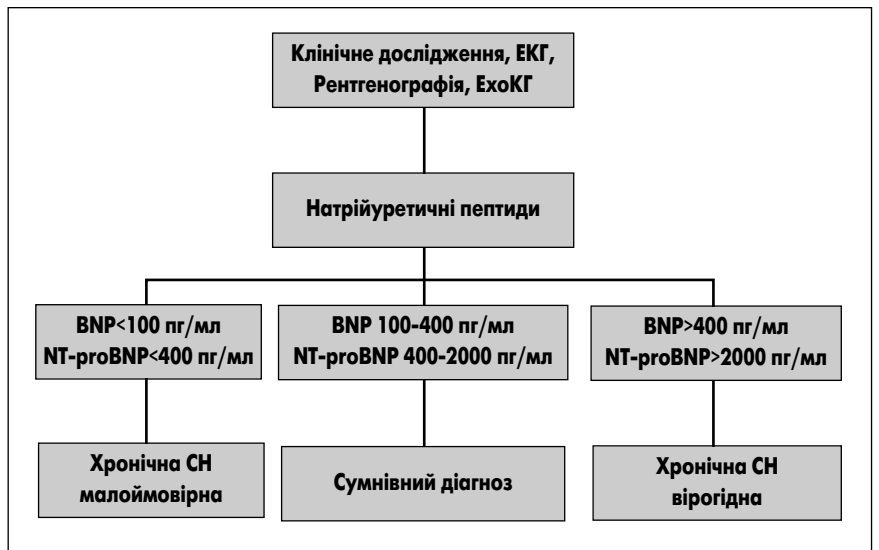 Клінічне дослідження, ЕКГ,
Рентгенографія, ЕхоКГ
Натрійуретичні пептиди
BNP<100 пг/мл
NT-proBNP<400 пг/мл
BNP 100-400 пг/мл
NT-proBNP 400-2000 пг/мл
BNP>400 пг/мл
NT-proBNP>2000 пг/мл
Хронічна СН
малоймовірна
Сумнівний діагноз
Хронічна СН
вірогідна